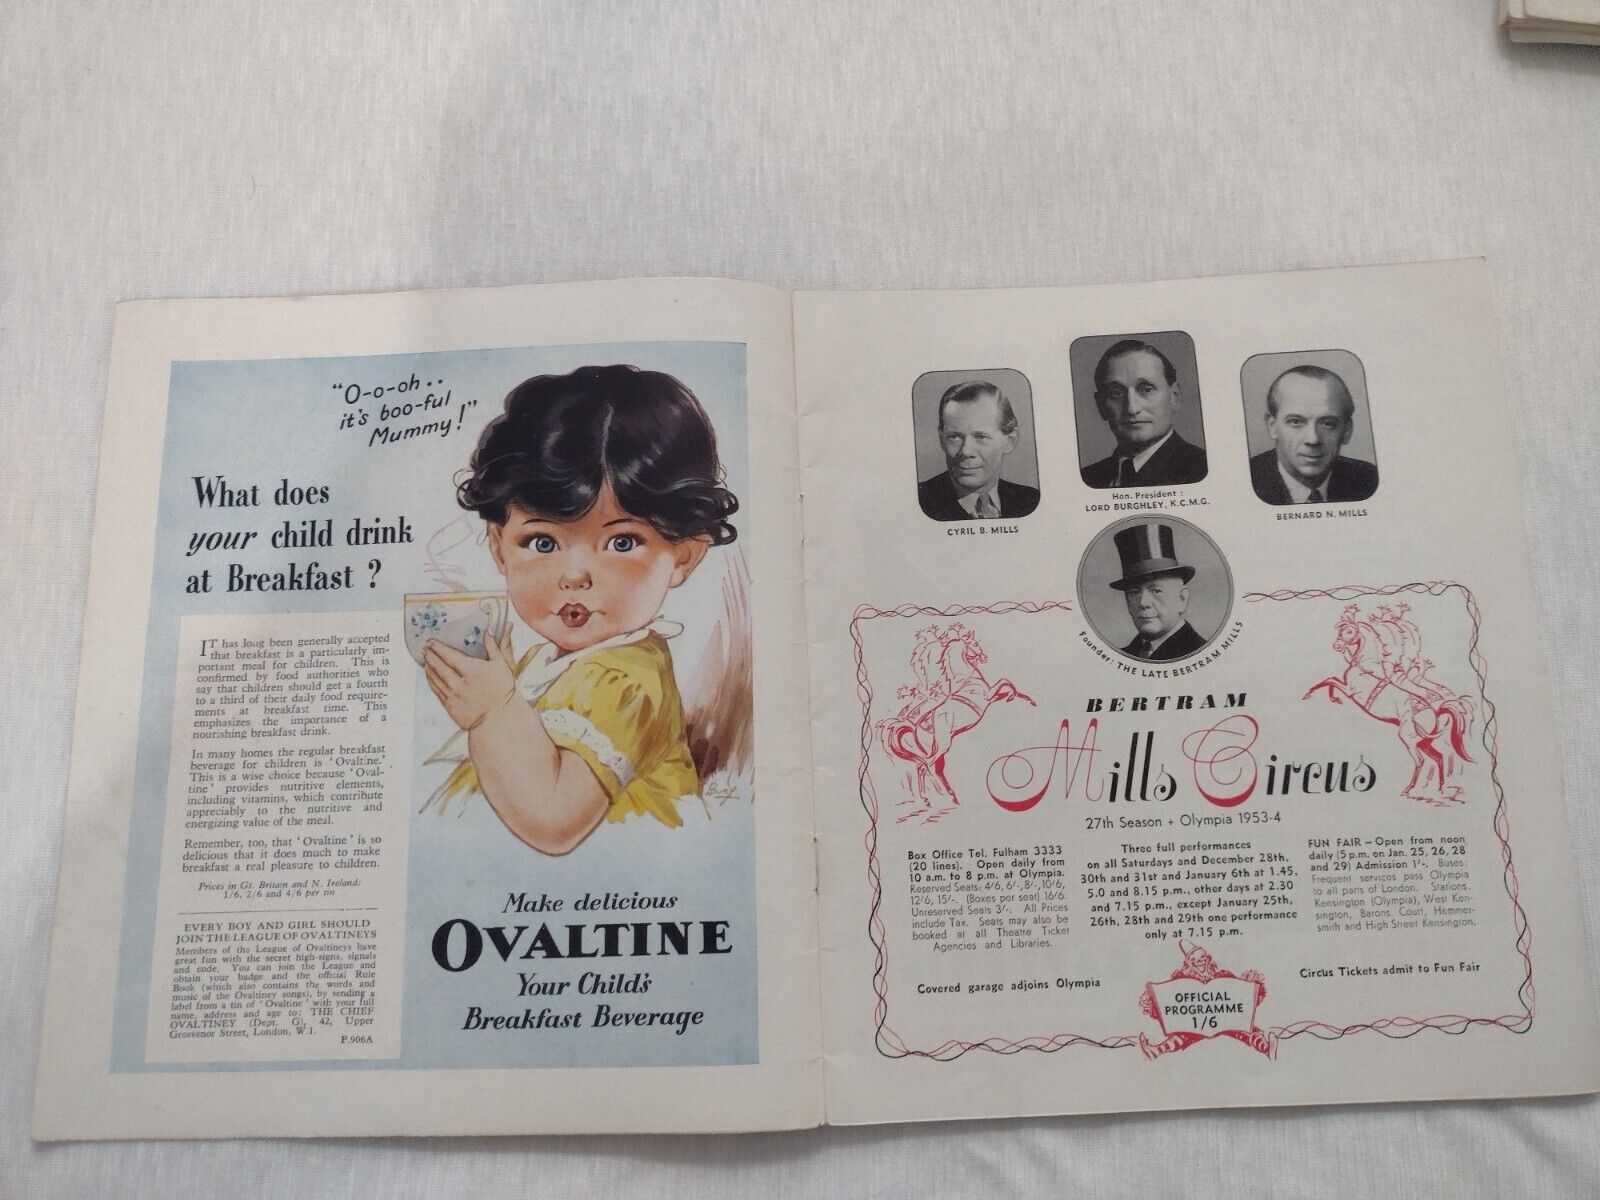 "O-o-oh..
it's boo-ful
Mummy!"
What does
your child drink
at Breakfast ?
IT has long been generally accepted
that breakfast is a particularly im-
portant meal for children. This is
confirmed by food authorities who
say that children should get a fourth
to a third of their daily food require-
ments at breakfast time. This
emphasizes the importance of a
nourishing breakfast drink.
In many homes the regular breakfast
beverage for children is 'Ovaltine.'
This is a wise choice because 'Oval-
tine' provides nutritive elements,
including vitamins, which contribute
appreciably to the nutritive and
energizing value of the meal.
Remember, too, that 'Ovaltine' is so
delicious that it does much to make
breakfast a real pleasure to children.
Prices in Gt. Britain and N. Ireland:
1/6, 2/6 and 4/6 per tin
EVERY BOY AND GIRL SHOULD
JOIN THE LEAGUE OF OVALTINEYS
Members of the League of Ovaltineys have
great fun with the secret high-signs, signals
and code. You can join the League and
obtain your badge and the official Rule
Book (which also contains the words and
music of the Ovaltiney songs), by sending a
label from a tin of 'Ovaltine' with your full
name, address and age to: THE CHIEF
OVALTINEY (Dept. G), 42, Upper
Grosvenor Street, London, W.1.
P.906A
Make delicious
OVALTINE
Your Child's
Breakfast Beverage
CYRIL B. MILLS
Hon. President :
LORD BURGHLEY, K.C.M.G.
BERNARD N. MILLS
Founder: THE LATE BERTRAM MILLS
BERTRAM
Mills Circus
27th Season + Olympia 1953-4
Box Office Tel. Fulham 3333
(20 lines). Open daily from
10 a.m. to 8 p.m. at Olympia.
Reserved Seats: 4/6, 6/-, 8/-, 10/6,
12/6, 15/-. (Boxes per seat) 16/6.
Unreserved Seats 3/-. All Prices
include Tax. Seats may also be
booked at all Theatre Ticket
Agencies and Libraries.
Covered garage adjoins Olympia
Three full performances
on all Saturdays and December 28th,
30th and 31st and January 6th at 1.45,
5.0 and 8.15 p.m., other days at 2.30
and 7.15 p.m., except January 25th,
26th, 28th and 29th one performance
only at 7.15 p.m.
FUN FAIR – Open from noon
daily (5 p.m. on Jan. 25, 26, 28
and 29) Admission 1/-. Buses:
Frequent services pass Olympia
to all parts of London. Stations:
Kensington (Olympia), West Ken-
sington, Barons Court, Hammer-
smith and High Street Kensington.
Circus Tickets admit to Fun Fair
OFFICIAL
PROGRAMME
1/6